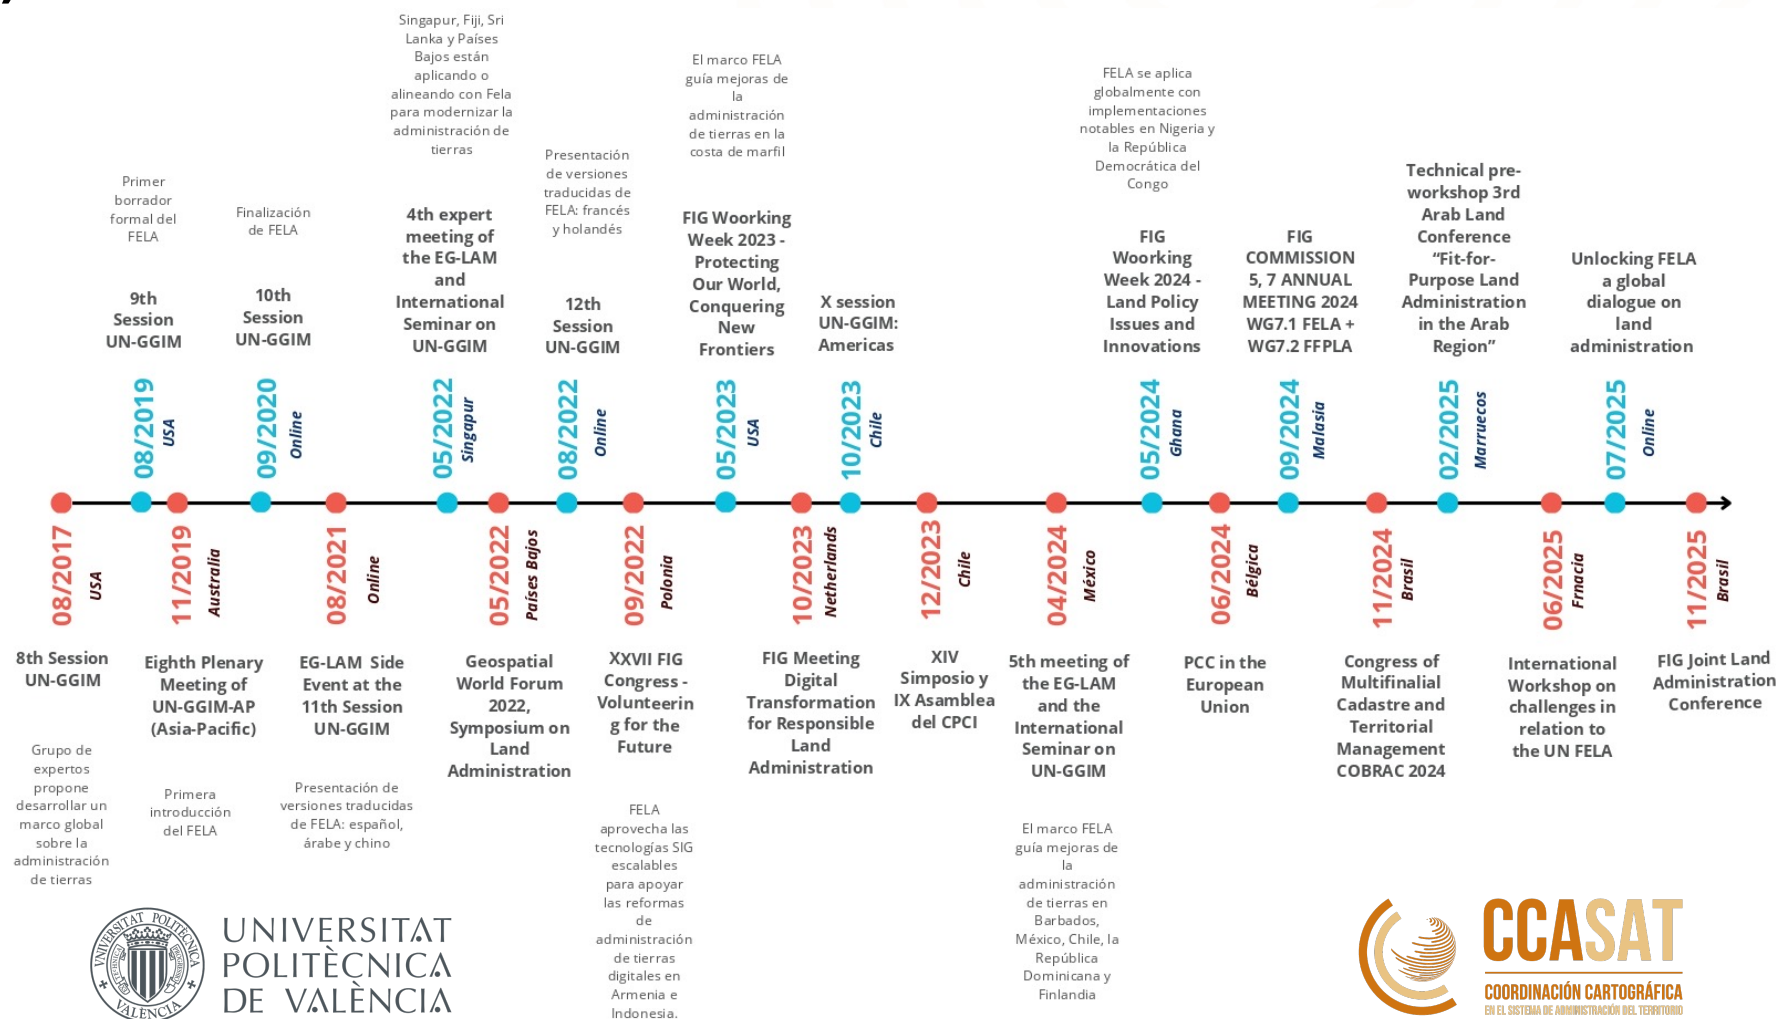 Primer
borrador
formal del
FELA
9th
Session
UN-GGIM
08/2019
USA
Finalización
de FELA
10th
Session
UN-GGIM
09/2020
Online
Singapur, Fiji, Sri
Lanka y Países
Bajos están
aplicando o
alineando con Fela
para modernizar la
administración de
tierras
4th expert
meeting of
the EG-LAM
and
International
Seminar on
UN-GGIM
05/2022
Singapur
Presentación
de versiones
traducidas de
FELA: francés
y holandés
12th
Session
UN-GGIM
08/2022
Online
El marco FELA
guía mejoras de
la
administración
de tierras en la
costa de marfil
FIG Woorking
Week 2023 -
Protecting
Our World,
Conquering
New
Frontiers
05/2023
USA
X session
UN-GGIM:
Americas
10/2023
Chile
FELA se aplica
globalmente con
implementaciones
notables en Nigeria y
la República
Democrática del
Congo
FIG
Woorking
Week 2024 -
Land Policy
Issues and
Innovations
05/2024
Ghana
FIG
COMMISSION
5, 7 ANNUAL
MEETING 2024
WG7.1 FELA +
WG7.2 FFPLA
09/2024
Malasia
Technical pre-
workshop 3rd
Arab Land
Conference
“Fit-for-
Purpose Land
Administration
in the Arab
Region”
02/2025
Marruecos
Unlocking FELA
a global
dialogue on
land
administration
07/2025
Online
08/2017
USA
8th Session
UN-GGIM
Grupo de
expertos
propone
desarrollar un
marco global
sobre la
administración
de tierras
11/2019
Australia
Eighth Plenary
Meeting of
UN-GGIM-AP
(Asia-Pacific)
Primera
introducción
del FELA
08/2021
Online
EG-LAM Side
Event at the
11th Session
UN-GGIM
Presentación de
versiones traducidas
de FELA: español,
árabe y chino
05/2022
Países Bajos
Geospatial
World Forum
2022,
Symposium on
Land
Administration
09/2022
Polonia
XXVII FIG
Congress -
Volunteerin
g for the
Future
FELA
aprovecha las
tecnologías SIG
escalables
para apoyar
las reformas
de
administración
de tierras
digitales en
Armenia e
Indonesia.
10/2023
Netherlands
FIG Meeting
Digital
Transformation
for Responsible
Land
Administration
12/2023
Chile
XIV
Simposio y
IX Asamblea
del CPCI
04/2024
México
5th meeting of
the EG-LAM
and the
International
Seminar on
UN-GGIM
El marco FELA
guía mejoras de
la
administración
de tierras en
Barbados,
México, Chile, la
República
Dominicana y
Finlandia
06/2024
Bélgica
PCC in the
European
Union
11/2024
Brasil
Congress of
Multifinalial
Cadastre and
Territorial
Management
COBRAC 2024
06/2025
Frnacia
International
Workshop on
challenges in
relation to
the UN FELA
11/2025
Brasil
FIG Joint Land
Administration
Conference
UNIVERSITAT POLITÈCNICA
VALÈNCIA
UNIVERSITAT
POLITÈCNICA
DE VALÈNCIA
CCASAT
COORDINACIÓN CARTOGRÁFICA
EN EL SISTEMA DE ADMINISTRACIÓN DEL TERRITORIO